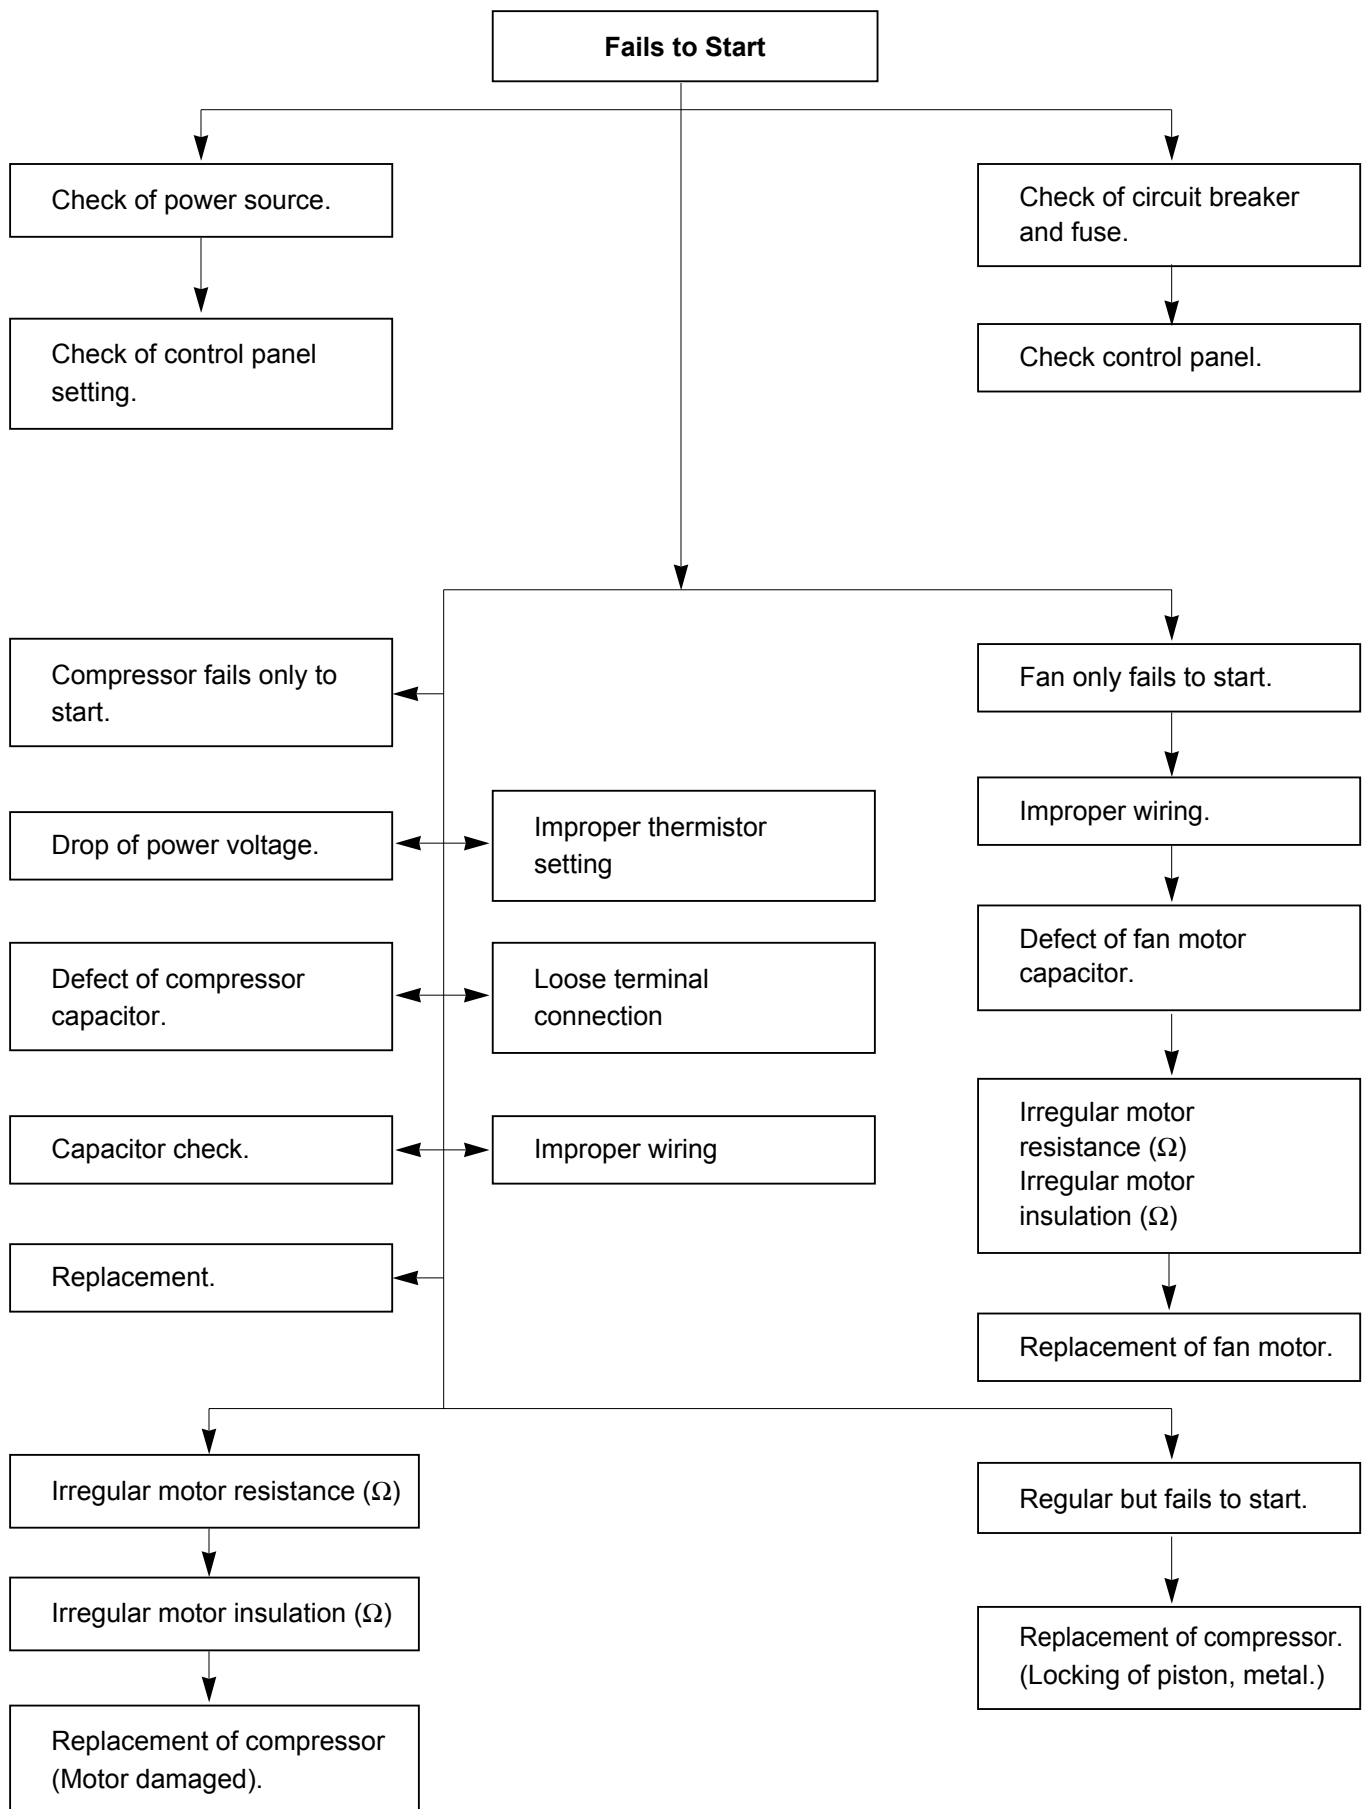 Fails to Start
Check of power source.
Check of circuit breaker
and fuse.
Check of control panel
setting.
Check control panel.
Compressor fails only to
start.
Fan only fails to start.
Drop of power voltage.
Improper thermistor
setting
Improper wiring.
Defect of compressor
capacitor.
Loose terminal
connection
Defect of fan motor
capacitor.
Capacitor check.
Improper wiring
Irregular motor
resistance (Ω)
Irregular motor
insulation (Ω)
Replacement.
Replacement of fan motor.
Irregular motor resistance (Ω)
Regular but fails to start.
Irregular motor insulation (Ω)
Replacement of compressor.
(Locking of piston, metal.)
Replacement of compressor
(Motor damaged).